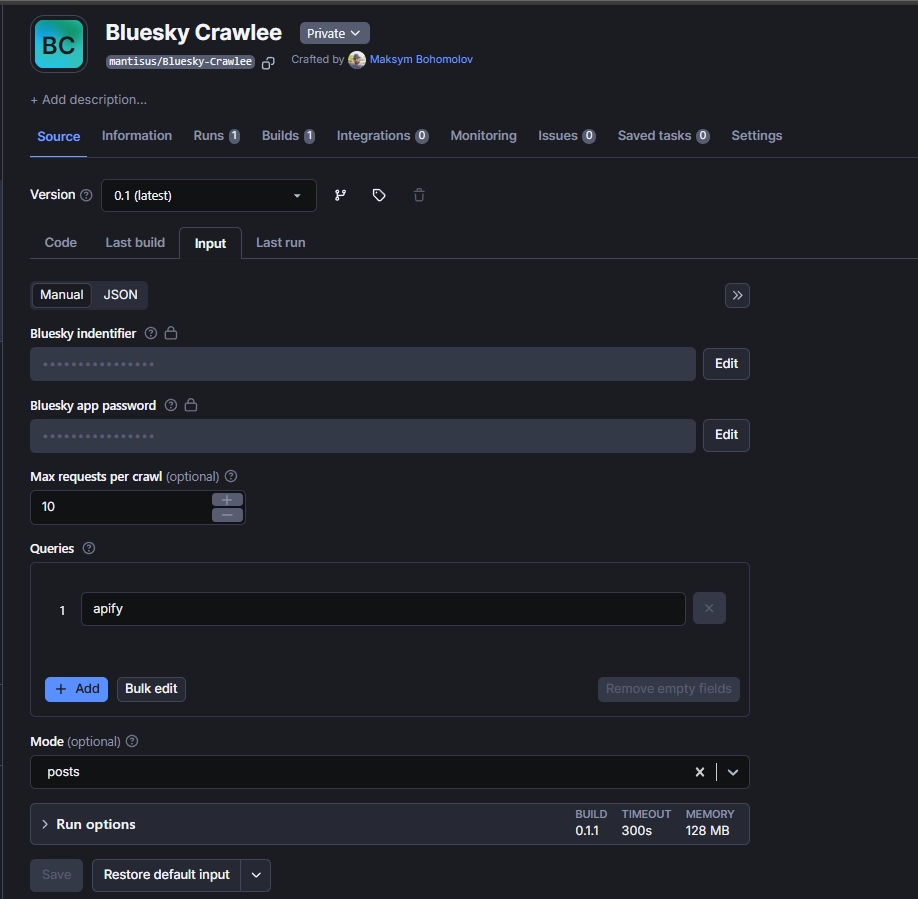 BC
Bluesky Crawlee Private
mantisus/Bluesky-Crawlee Crafted by Maksym Bohomolov
+ Add description...
Source Information Runs 1 Builds 1 Integrations 0 Monitoring Issues 0 Saved tasks 0 Settings
Version 0.1 (latest)
Code Last build Input Last run
Manual JSON
Bluesky indentifier
Edit
Bluesky app password
Edit
Max requests per crawl (optional)
10
Queries
1 apify
+ Add Bulk edit Remove empty fields
Mode (optional)
posts
Run options BUILD TIMEOUT MEMORY
0.1.1 300s 128 MB
Save Restore default input